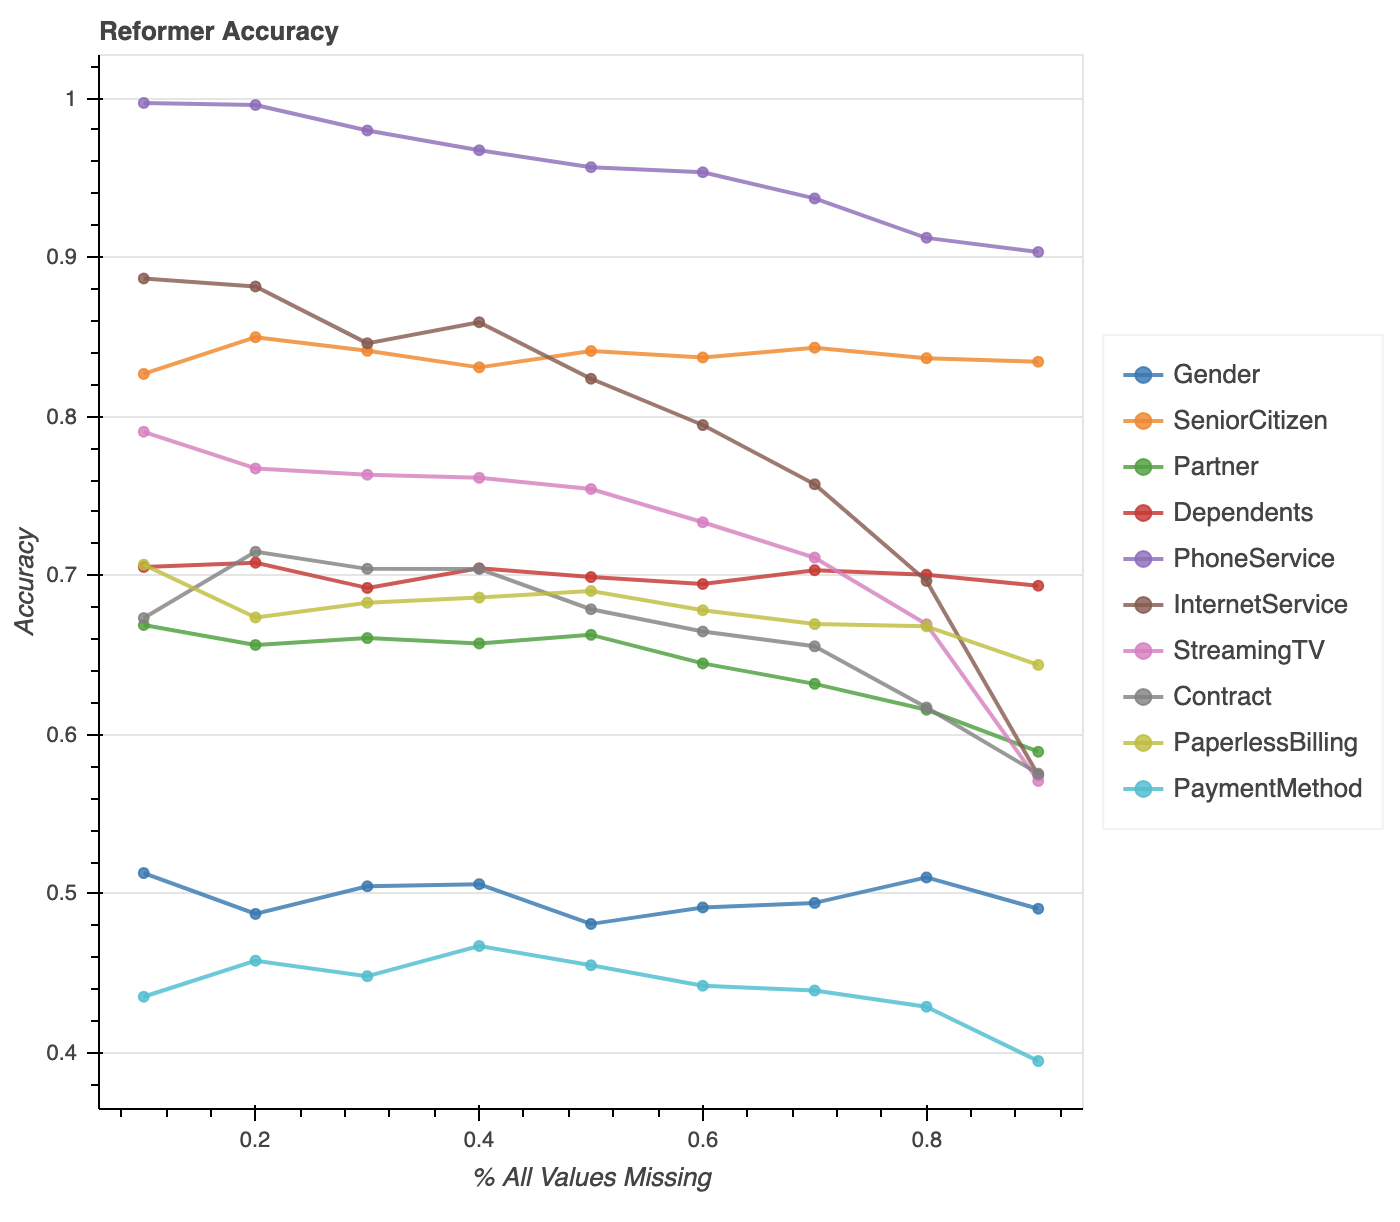 Reformer Accuracy
1
0.9
0.8
0.7
0.6
0.5
0.4
Accuracy
0.2 0.4 0.6 0.8
% All Values Missing
Gender
SeniorCitizen
Partner
Dependents
PhoneService
InternetService
StreamingTV
Contract
PaperlessBilling
PaymentMethod